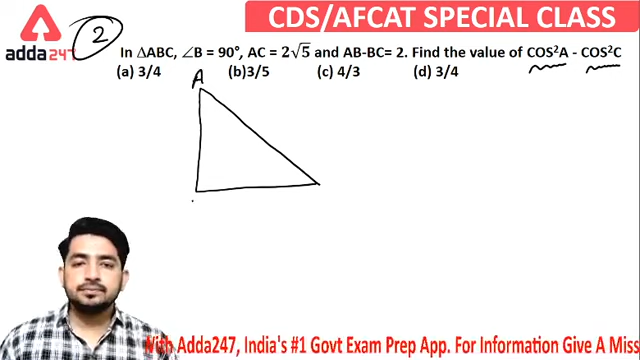 CDS/AFCAT SPECIAL CLASS
adda247
2
In ΔABC, ∠B = 90°, AC = 2√5 and AB-BC= 2. Find the value of COS²A - COS²C
(a) 3/4 (b)3/5 (c) 4/3 (d) 3/4
A
With Adda247, India's #1 Govt Exam Prep App. For Information Give A Miss